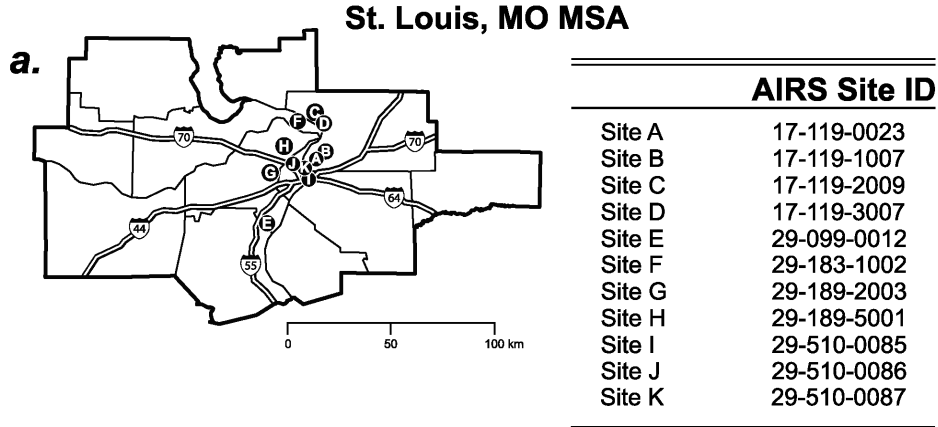 St. Louis, MO MSA
a.
C
F
D
70
70
H
B
A
J
K
G
I
64
E
44
55
0 50 100 km
AIRS Site ID
Site A 17-119-0023
Site B 17-119-1007
Site C 17-119-2009
Site D 17-119-3007
Site E 29-099-0012
Site F 29-183-1002
Site G 29-189-2003
Site H 29-189-5001
Site I 29-510-0085
Site J 29-510-0086
Site K 29-510-0087